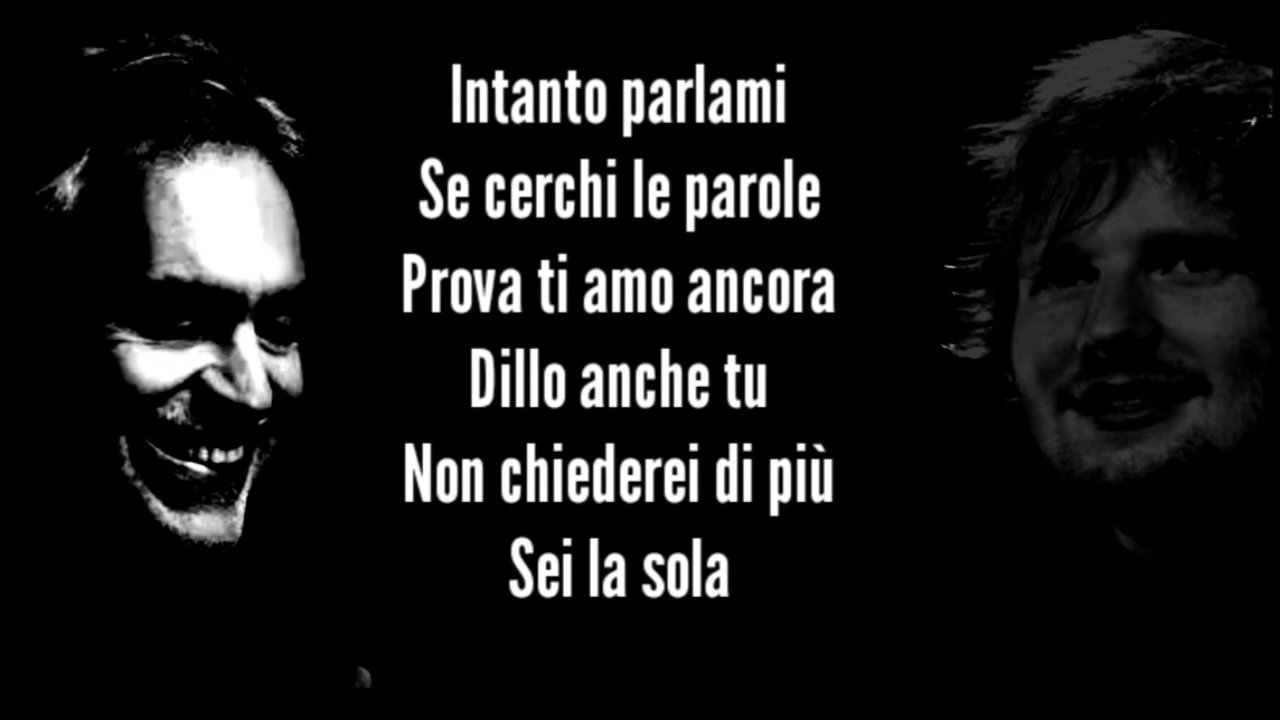 Intanto parlami
Se cerchi le parole
Prova ti amo ancora
Dillo anche tu
Non chiederei di più
Sei la sola